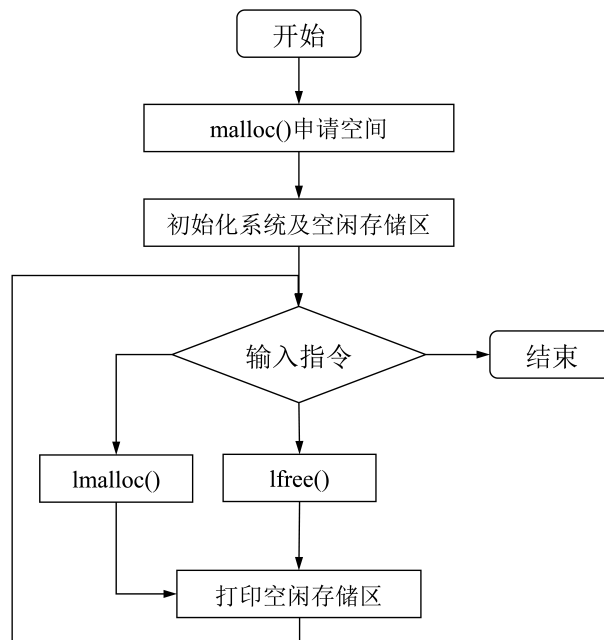 开始
malloc()申请空间
初始化系统及空闲存储区
输入指令
结束
lmalloc()
lfree()
打印空闲存储区